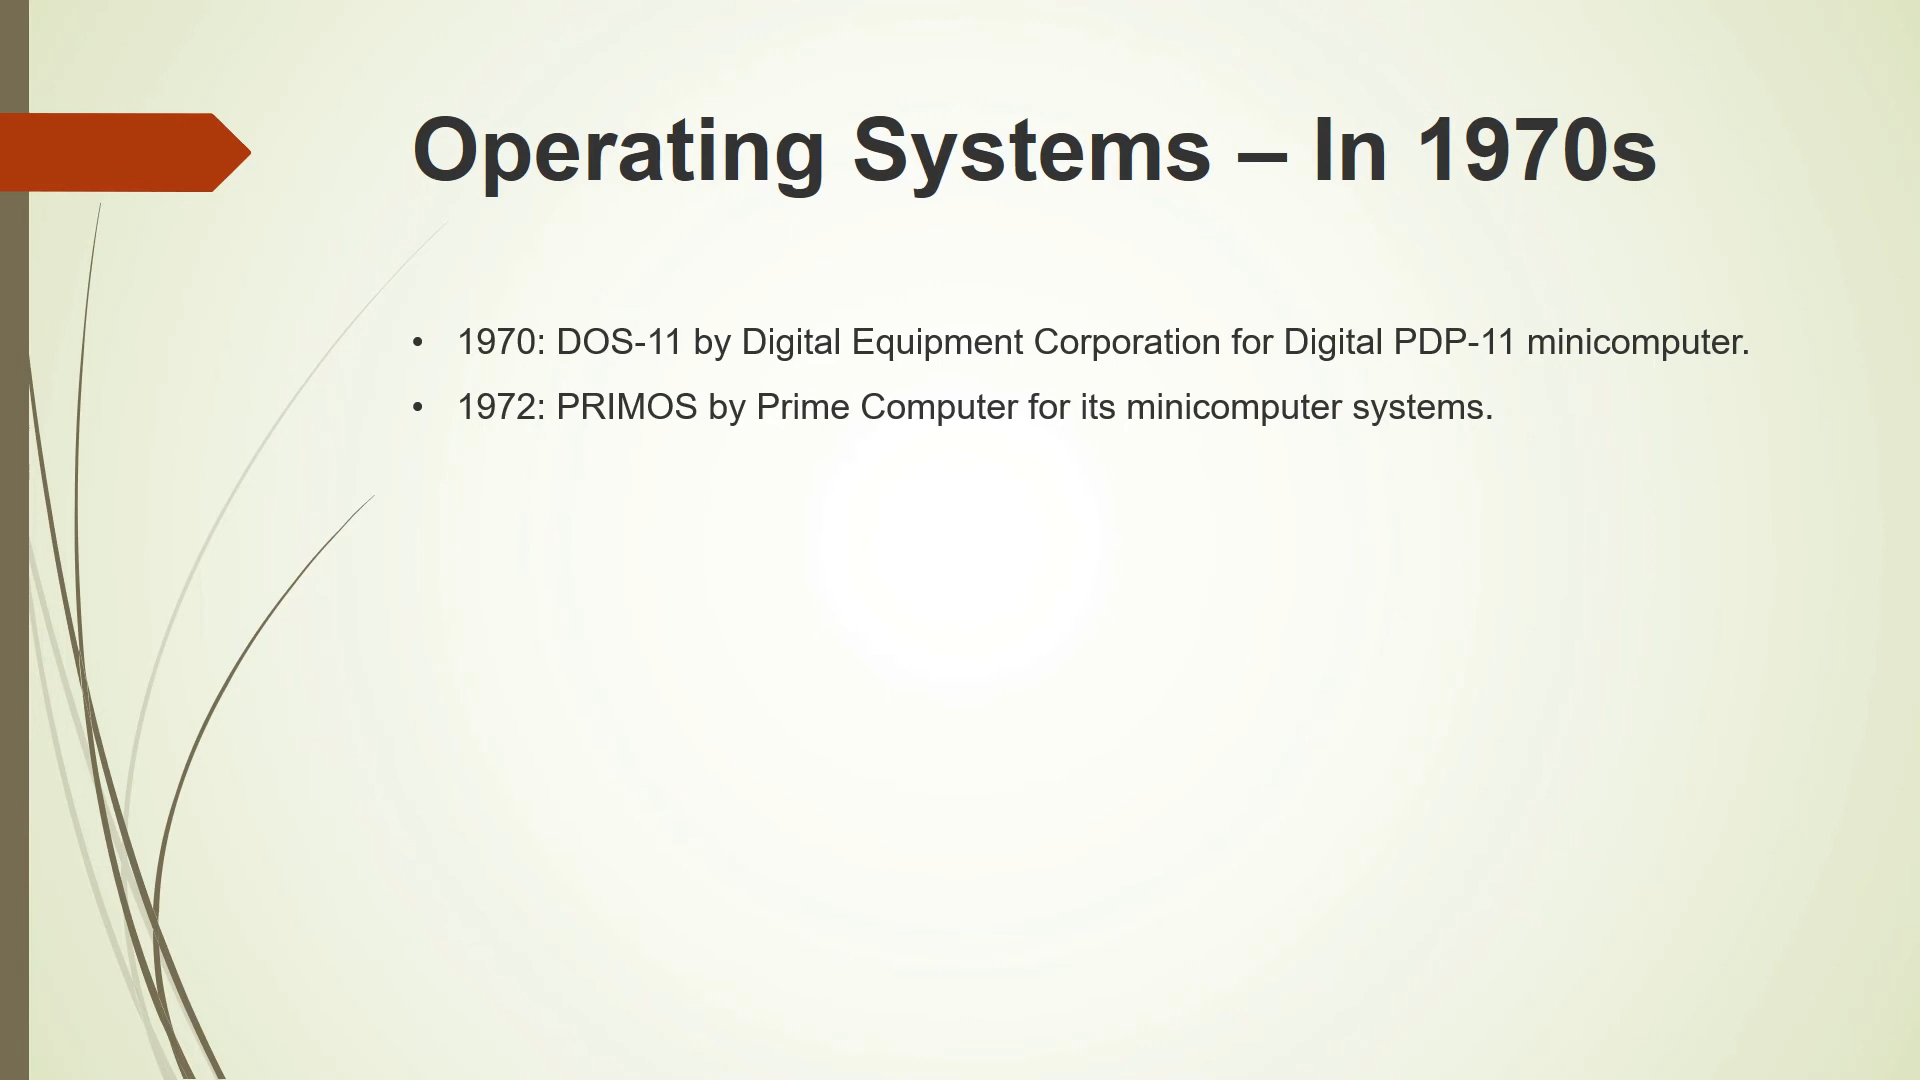 Operating Systems – In 1970s
• 1970: DOS-11 by Digital Equipment Corporation for Digital PDP-11 minicomputer.
• 1972: PRIMOS by Prime Computer for its minicomputer systems.